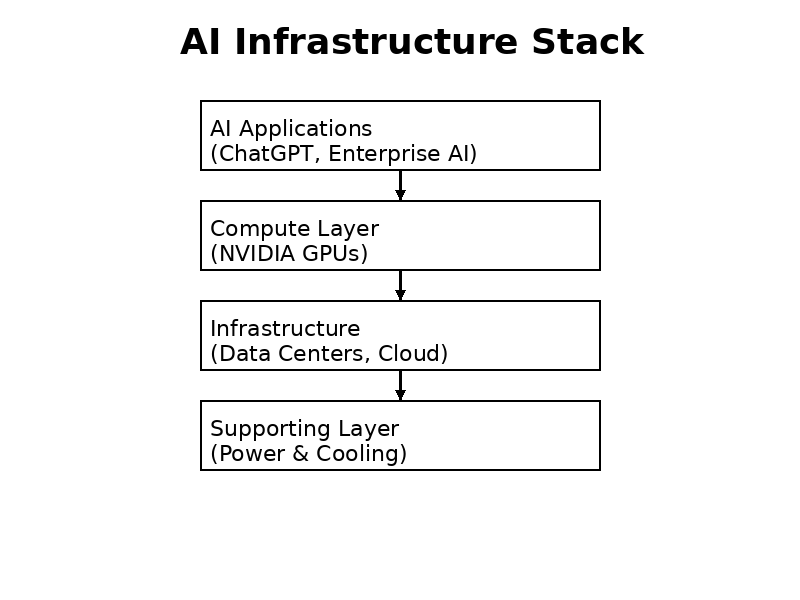 AI Infrastructure Stack
AI Applications
(ChatGPT, Enterprise AI)
Compute Layer
(NVIDIA GPUs)
Infrastructure
(Data Centers, Cloud)
Supporting Layer
(Power & Cooling)